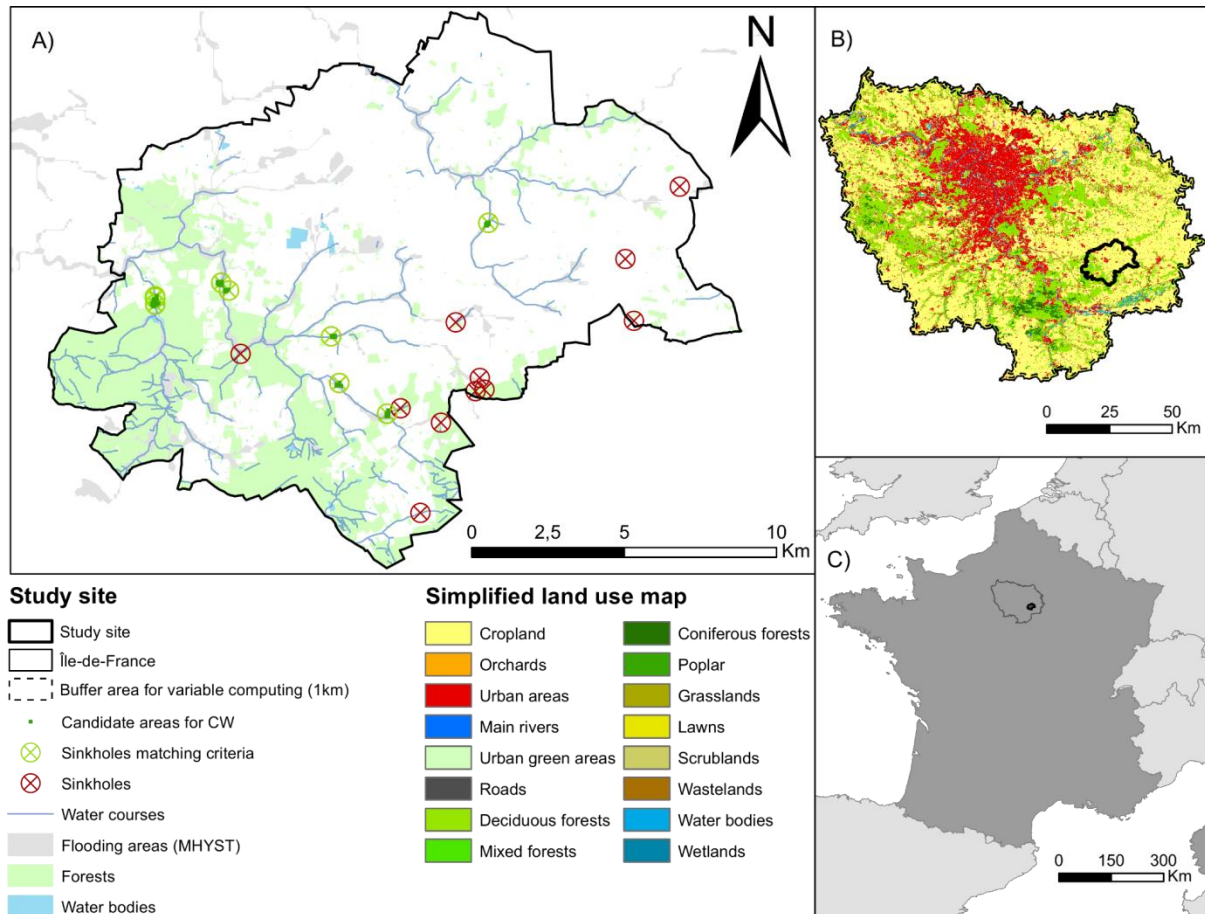 A)
N
0
2,5
5
10
Km
B)
0
25
50
Km
C)
0
150
300
Km
Study site
Study site
Île-de-France
Buffer area for variable computing (1km)
Candidate areas for CW
Sinkholes matching criteria
Sinkholes
Water courses
Flooding areas (MHYST)
Forests
Water bodies
Simplified land use map
Cropland
Orchards
Urban areas
Main rivers
Urban green areas
Roads
Deciduous forests
Mixed forests
Coniferous forests
Poplar
Grasslands
Lawns
Scrublands
Wastelands
Water bodies
Wetlands